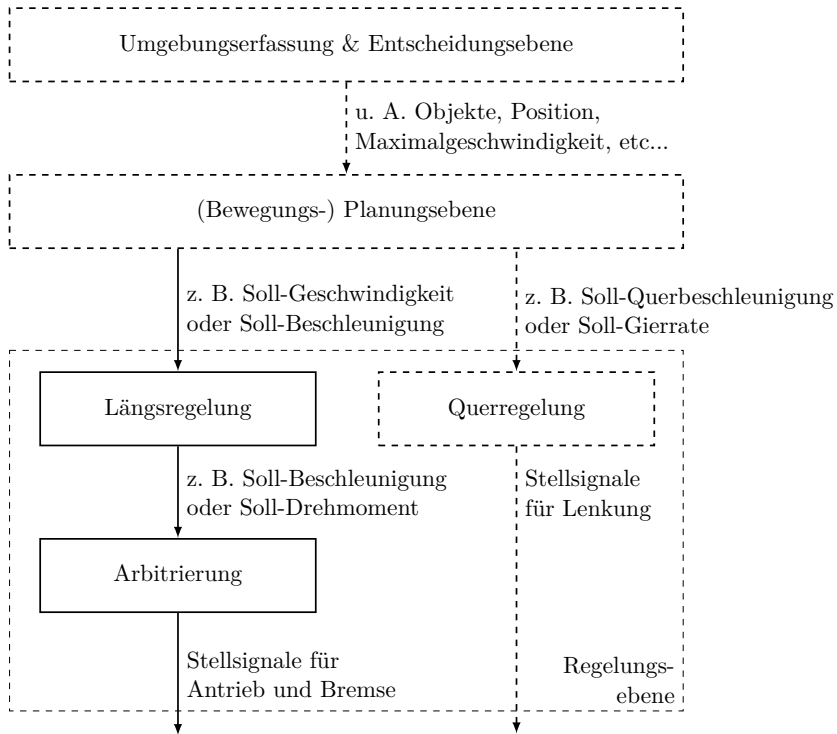 Umgebungserfassung & Entscheidungsebene
u. A. Objekte, Position,
Maximalgeschwindigkeit, etc...
(Bewegungs-) Planungsebene
z. B. Soll-Geschwindigkeit
oder Soll-Beschleunigung
z. B. Soll-Querbeschleunigung
oder Soll-Gierrate
Längsregelung
Querregelung
z. B. Soll-Beschleunigung
oder Soll-Drehmoment
Stellsignale
für Lenkung
Arbitrierung
Stellsignale für
Antrieb und Bremse
Regelungs-
ebene